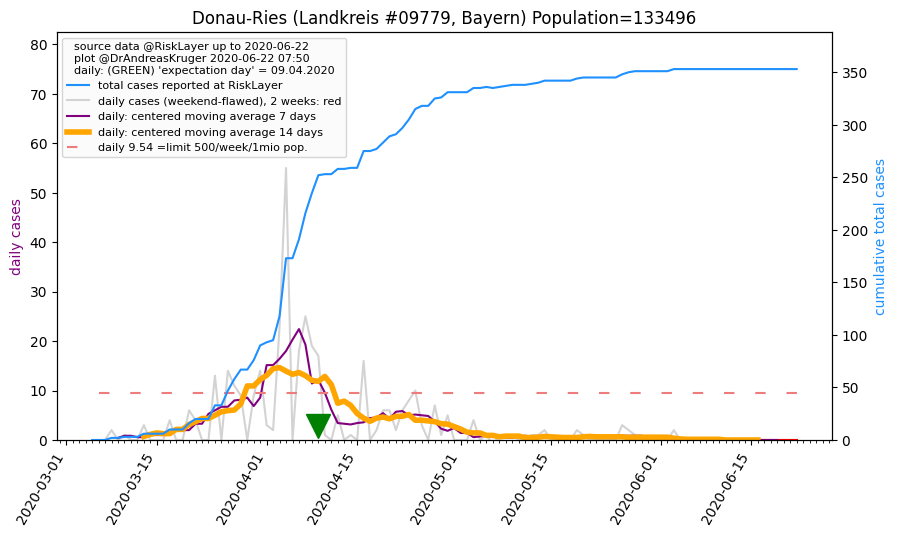 Donau-Ries (Landkreis #09779, Bayern) Population=133496
source data @RiskLayer up to 2020-06-22
plot @DrAndreasKruger 2020-06-22 07:50
daily: (GREEN) 'expectation day' = 09.04.2020
total cases reported at RiskLayer
daily cases (weekend-flawed), 2 weeks: red
daily: centered moving average 7 days
daily: centered moving average 14 days
daily 9.54 =limit 500/week/1mio pop.
daily cases
80
70
60
50
40
30
20
10
0
cumulative total cases
350
300
250
200
150
100
50
0
2020-03-01
2020-03-15
2020-04-01
2020-04-15
2020-05-01
2020-05-15
2020-06-01
2020-06-15